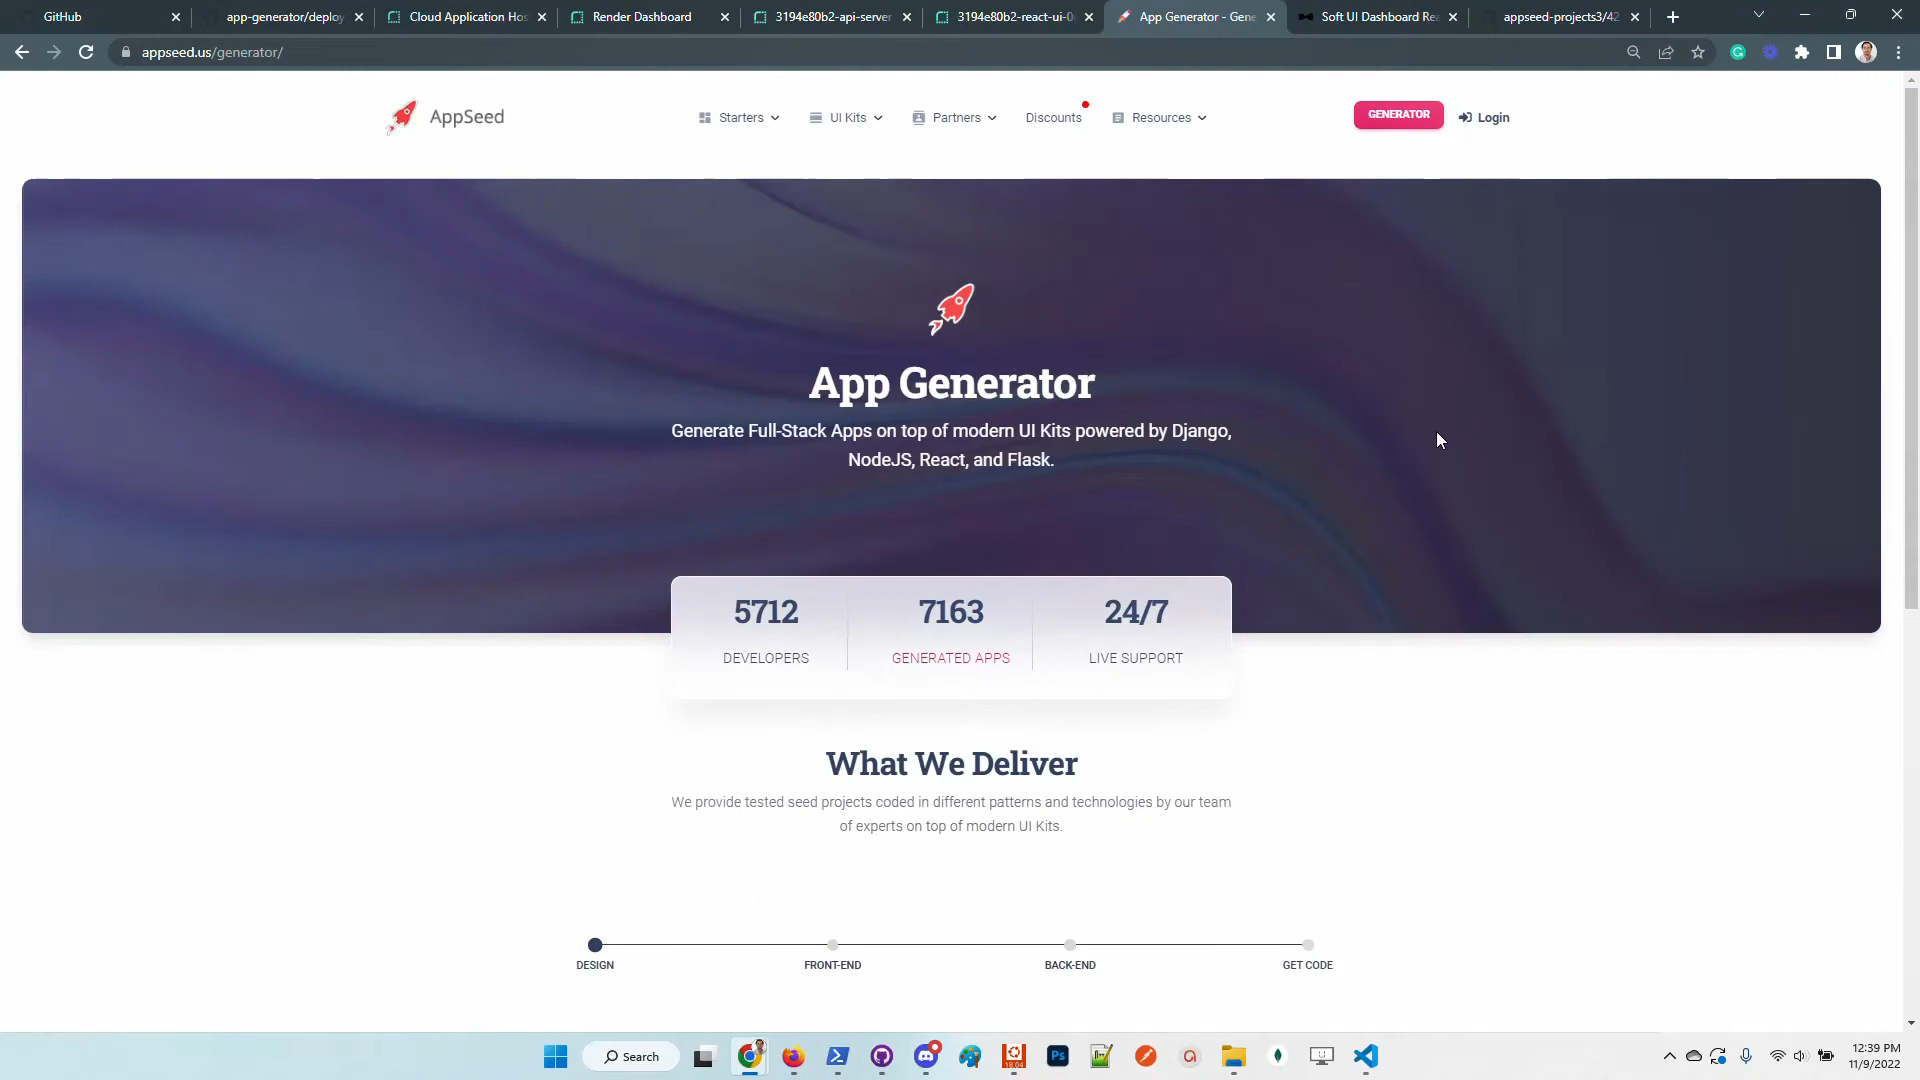 GitHub
app-generator/deploy
Cloud Application Hos
Render Dashboard
3194e80b2-api-server
3194e80b2-react-ui-0
App Generator - Gene
Soft UI Dashboard Rea
appseed-projects3/42
appseed.us/generator/
AppSeed
Starters
UI Kits
Partners
Discounts
Resources
GENERATOR
Login
App Generator
Generate Full-Stack Apps on top of modern UI Kits powered by Django,
NodeJS, React, and Flask.
5712
7163
24/7
DEVELOPERS
GENERATED APPS
LIVE SUPPORT
What We Deliver
We provide tested seed projects coded in different patterns and technologies by our team
of experts on top of modern UI Kits.
DESIGN
FRONT-END
BACK-END
GET CODE
Search
Ps
18.04
12:39 PM
11/9/2022